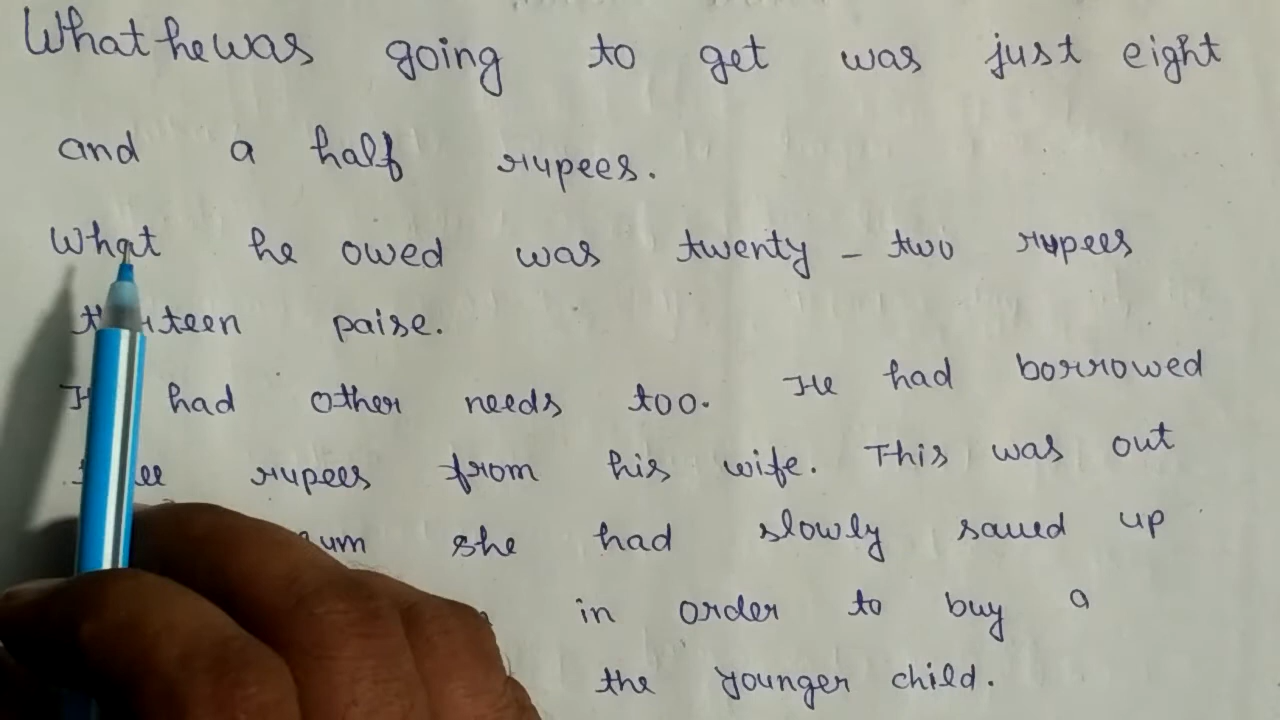 What he was going to get was just eight
and a half rupees.
What he owed was twenty - two rupees
paise.
had other needs too. He had borrowed
rupees from his wife. This was out
she had slowly saved up
in order to buy a
the younger child.